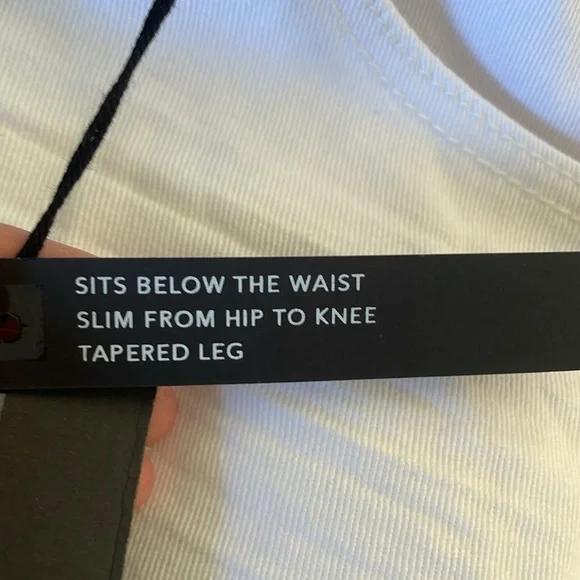 SITS BELOW THE WAIST
SLIM FROM HIP TO KNEE
TAPERED LEG